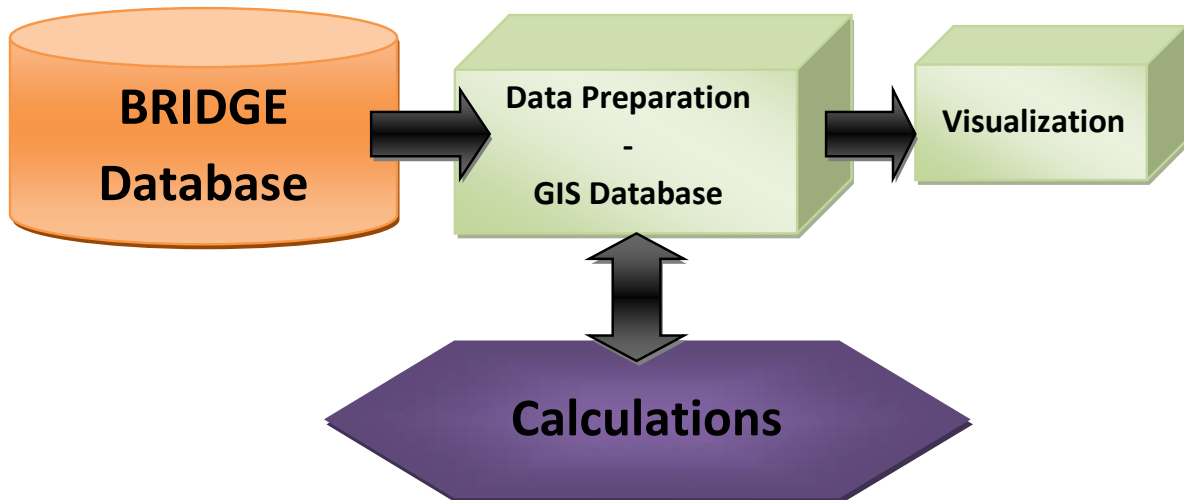 BRIDGE
Database
Data Preparation
-
GIS Database
Visualization
Calculations